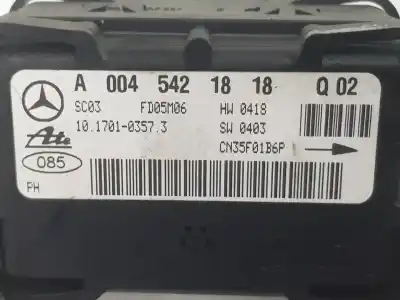 A 004 542 18 18 Q 02
SC03 FD05M06 HW 0418
10.1701-0357.3 SW 0403
Ate CN35F01B6P
085
PH